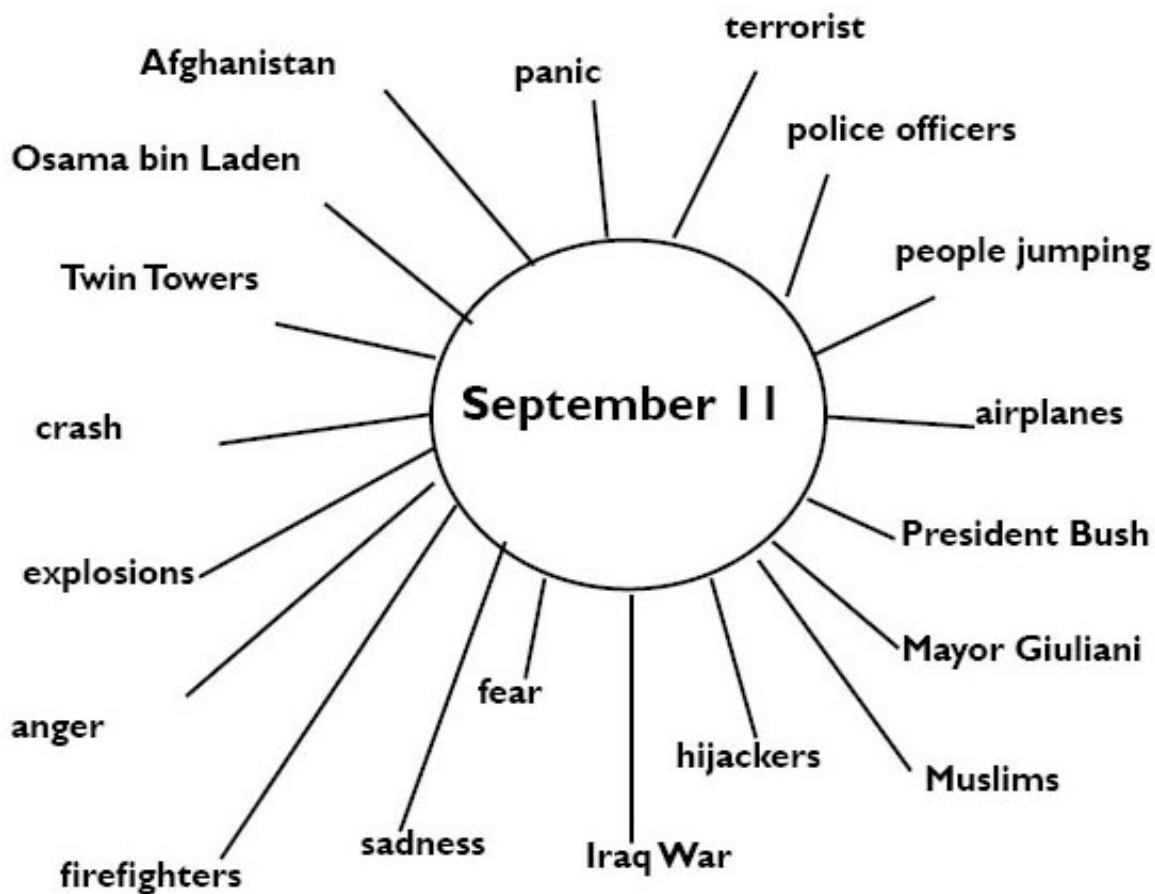 terrorist
Afghanistan
panic
police officers
Osama bin Laden
people jumping
Twin Towers
September 11
airplanes
crash
President Bush
explosions
Mayor Giuliani
fear
anger
hijackers
Muslims
sadness
Iraq War
firefighters